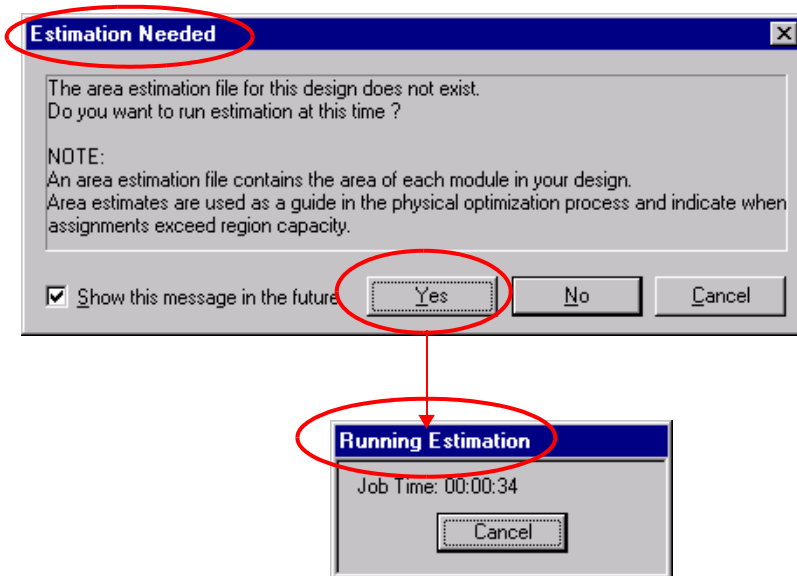 Estimation Needed
The area estimation file for this design does not exist.
Do you want to run estimation at this time ?
NOTE:
An area estimation file contains the area of each module in your design.
Area estimates are used as a guide in the physical optimization process and indicate when
assignments exceed region capacity.
Show this message in the future
Yes
No
Cancel
Running Estimation
Job Time: 00:00:34
Cancel